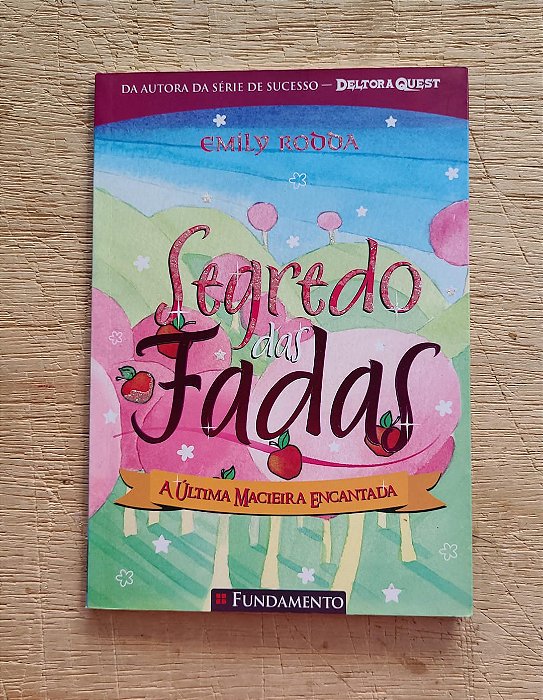 DA AUTORA DA SÉRIE DE SUCESSO — DELTORA QUEST
EMILY RODDA
Segredo
das
Fadas
A ÚLTIMA MACIEIRA ENCANTADA
FUNDAMENTO